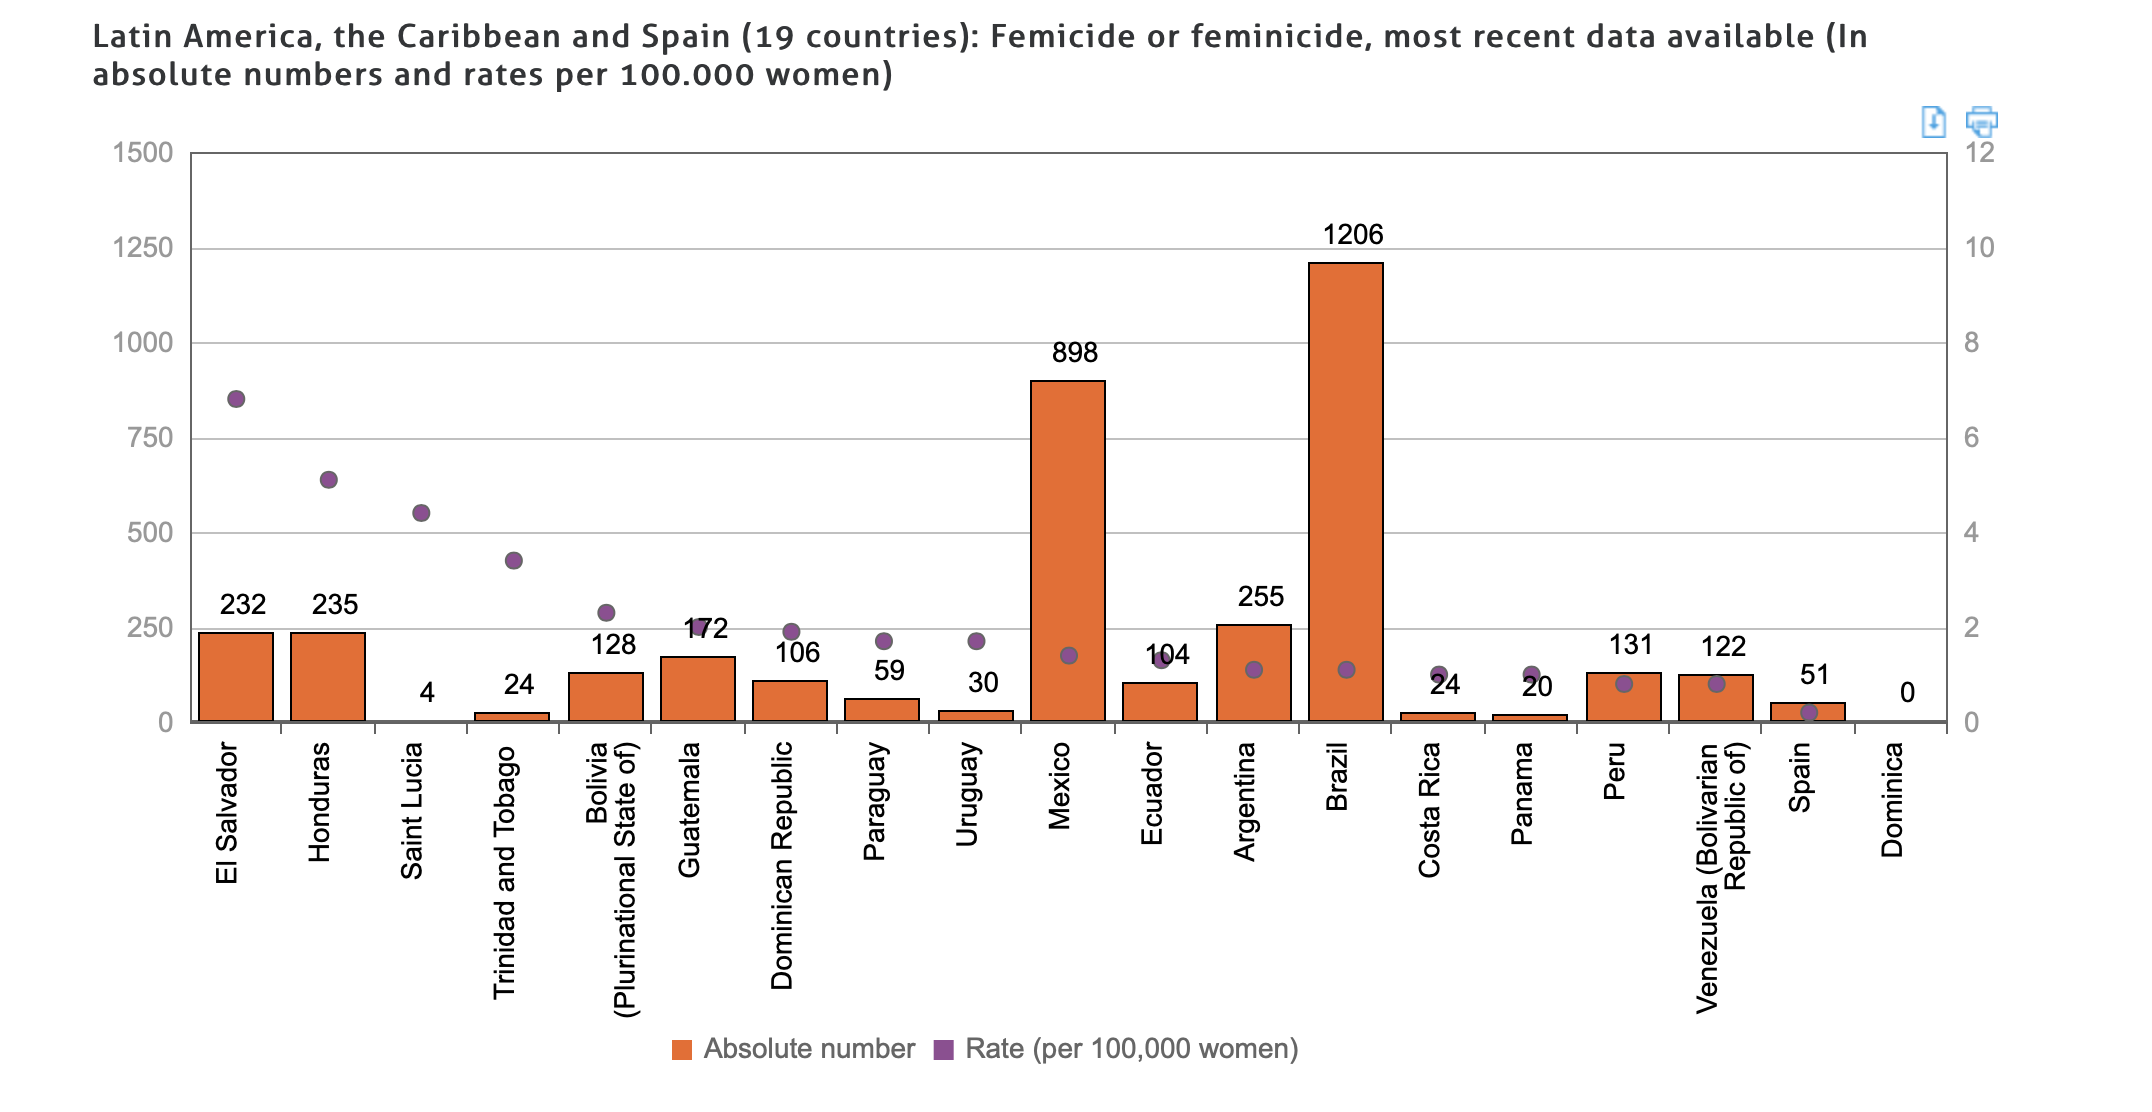 Latin America, the Caribbean and Spain (19 countries): Femicide or feminicide, most recent data available (In
absolute numbers and rates per 100.000 women)
1500
1250
1000
750
500
250
0
12
10
8
6
4
2
0
232
235
4
24
128
172
106
59
30
898
104
255
1206
24
20
131
122
51
0
El Salvador
Honduras
Saint Lucia
Trinidad and Tobago
Bolivia
(Plurinational State of)
Guatemala
Dominican Republic
Paraguay
Uruguay
Mexico
Ecuador
Argentina
Brazil
Costa Rica
Panama
Peru
Venezuela (Bolivarian
Republic of)
Spain
Dominica
Absolute number
Rate (per 100,000 women)